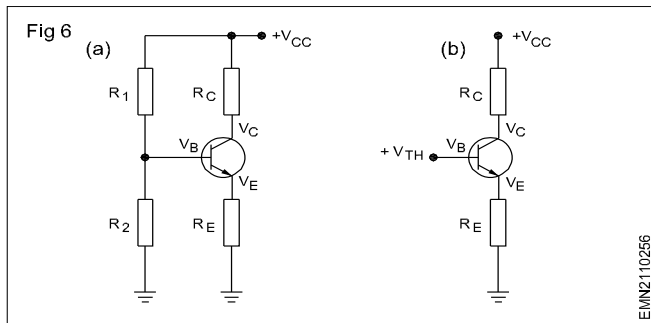 Fig 6
(a)
+VCC
R1
RC
VC
VB
VE
R2
RE
(b)
+VCC
RC
VC
+ VTH
VB
VE
RE
EMN2110256